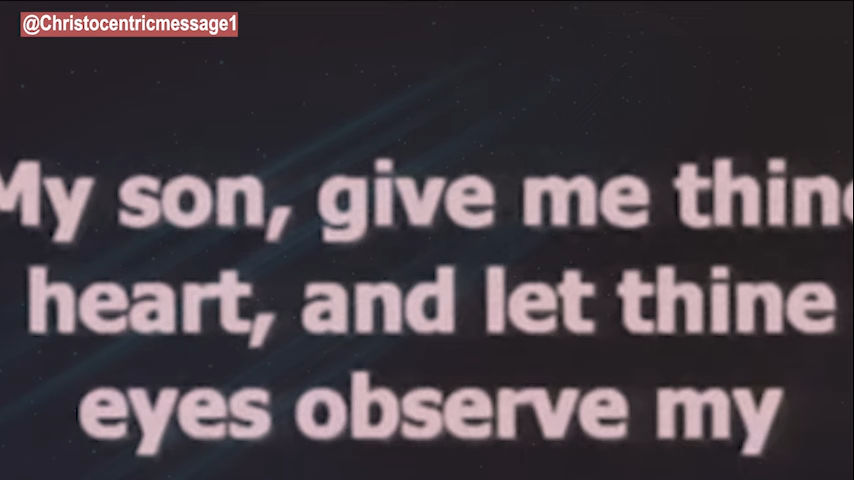 @Christocentricmessage1
My son, give me thine
heart, and let thine
eyes observe my